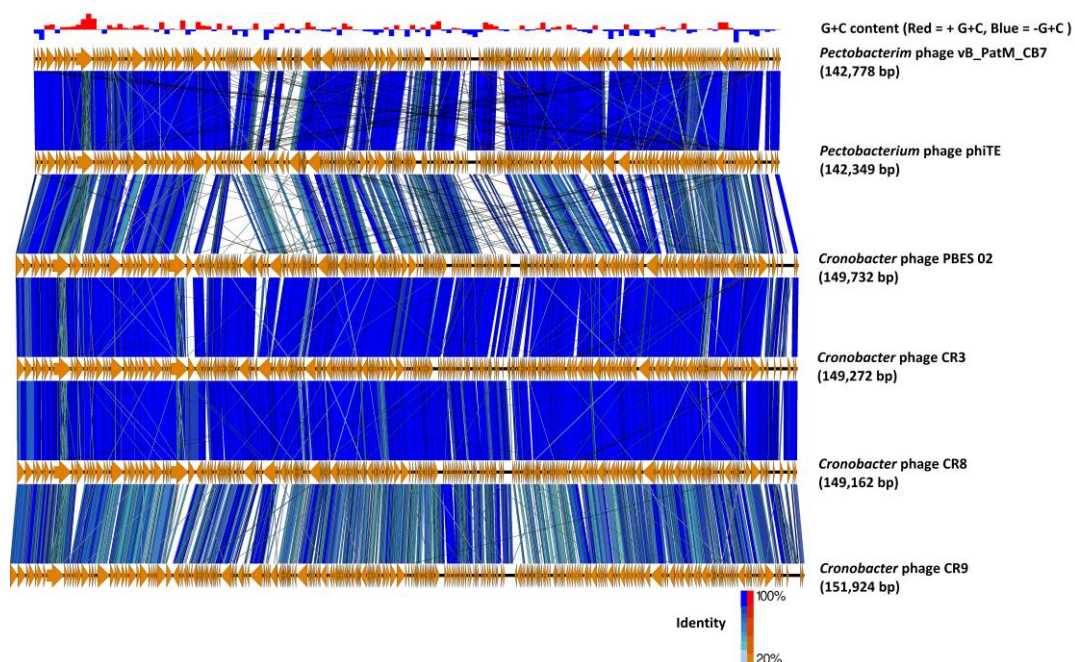 G+C content (Red = + G+C, Blue = -G+C )
Pectobacterim phage vB_PatM_CB7
(142,778 bp)
Pectobacterium phage phiTE
(142,349 bp)
Cronobacter phage PBES 02
(149,732 bp)
Cronobacter phage CR3
(149,272 bp)
Cronobacter phage CR8
(149,162 bp)
Cronobacter phage CR9
(151,924 bp)
100%
Identity
20%